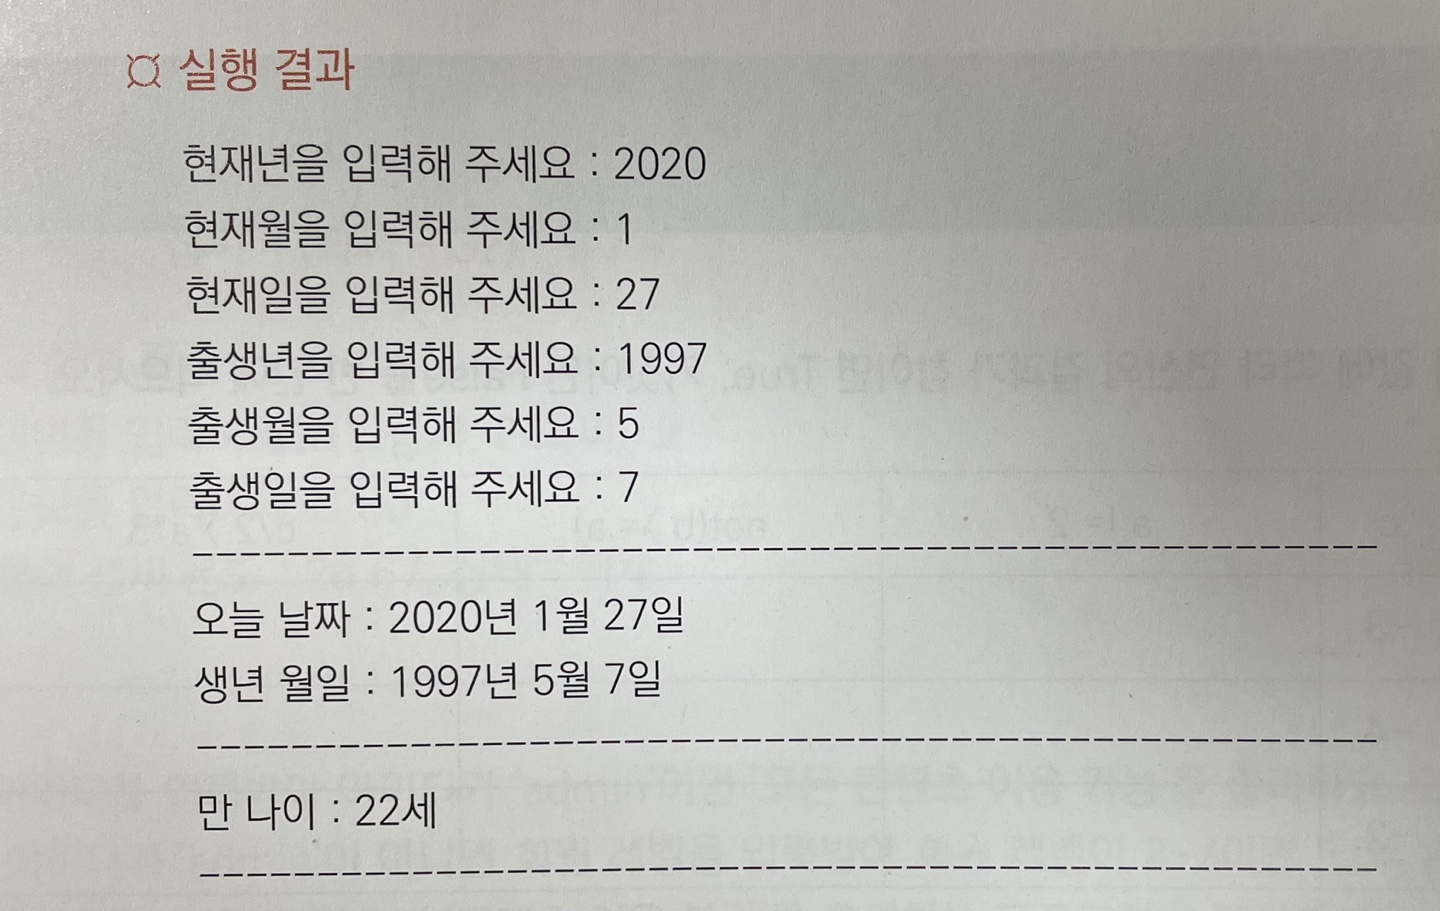 ¤ 실행 결과
현재년을 입력해 주세요 : 2020
현재월을 입력해 주세요 : 1
현재일을 입력해 주세요 : 27
출생년을 입력해 주세요 : 1997
출생월을 입력해 주세요 : 5
출생일을 입력해 주세요 : 7
오늘 날짜 : 2020년 1월 27일
생년 월일 : 1997년 5월 7일
만 나이 : 22세